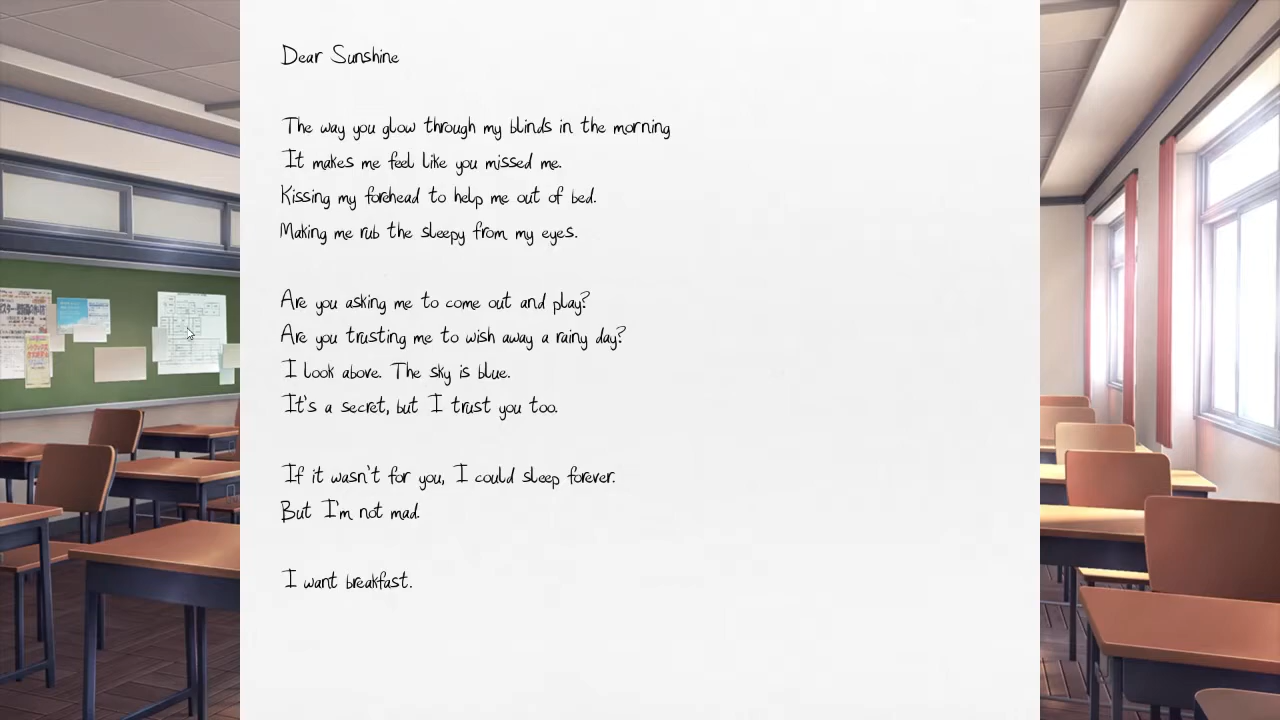 Dear Sunshine
The way you glow through my blinds in the morning
It makes me feel like you missed me.
Kissing my forehead to help me out of bed.
Making me rub the sleepy from my eyes.
Are you asking me to come out and play?
Are you trusting me to wish away a rainy day?
I look above. The sky is blue.
It's a secret, but I trust you too.
If it wasn't for you, I could sleep forever.
But I'm not mad.
I want breakfast.